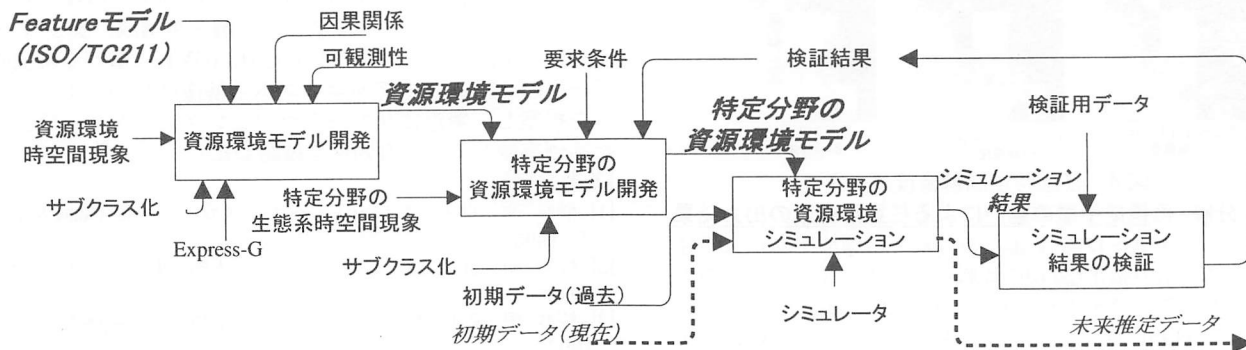 Featureモデル
(ISO/TC211)
因果関係
可観測性
資源環境モデル
要求条件
検証結果
資源環境
時空間現象
資源環境モデル開発
特定分野の
資源環境モデル
検証用データ
特定分野の
資源環境モデル開発
サブクラス化
Express-G
特定分野の
生態系時空間現象
特定分野の
資源環境
シミュレーション
シミュレーション
結果
シミュレーション
結果の検証
サブクラス化
初期データ(過去)
初期データ(現在)
シミュレータ
未来推定データ